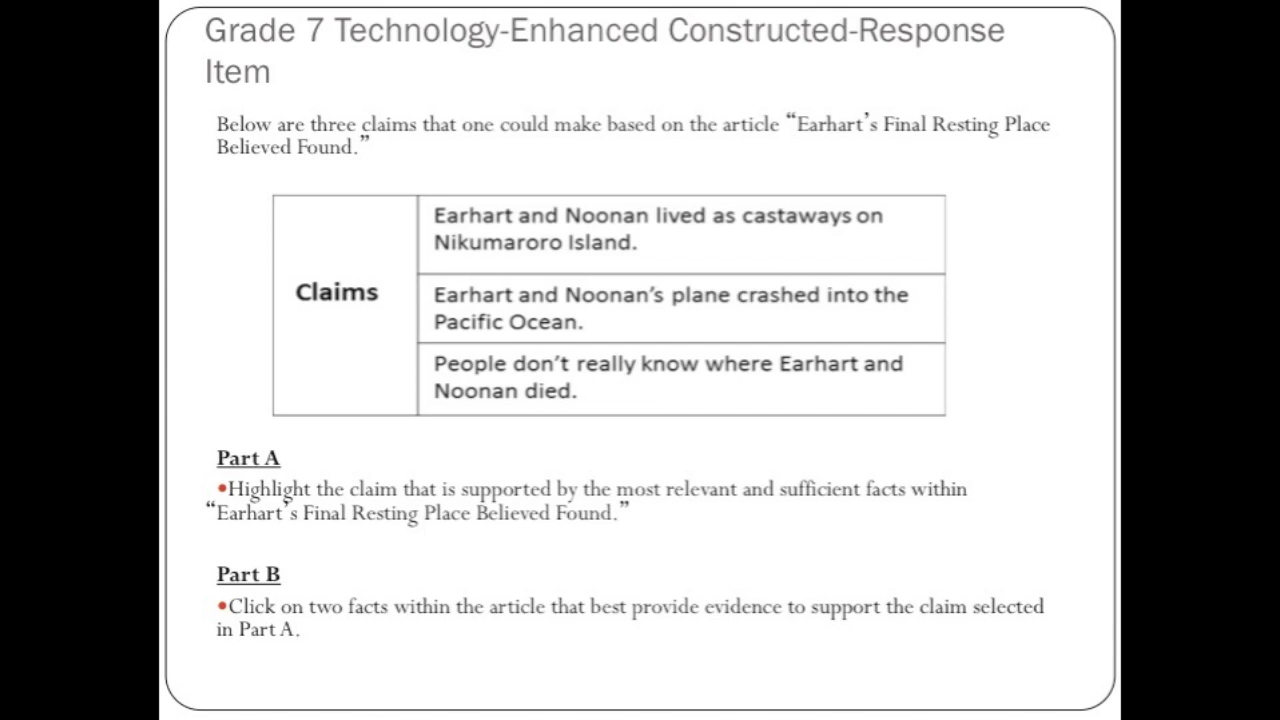 Grade 7 Technology-Enhanced Constructed-Response
Item
Below are three claims that one could make based on the article “Earhart’s Final Resting Place
Believed Found.”
Claims
Earhart and Noonan lived as castaways on
Nikumaroro Island.
Earhart and Noonan’s plane crashed into the
Pacific Ocean.
People don’t really know where Earhart and
Noonan died.
Part A
•Highlight the claim that is supported by the most relevant and sufficient facts within
“Earhart’s Final Resting Place Believed Found.”
Part B
•Click on two facts within the article that best provide evidence to support the claim selected
in Part A.